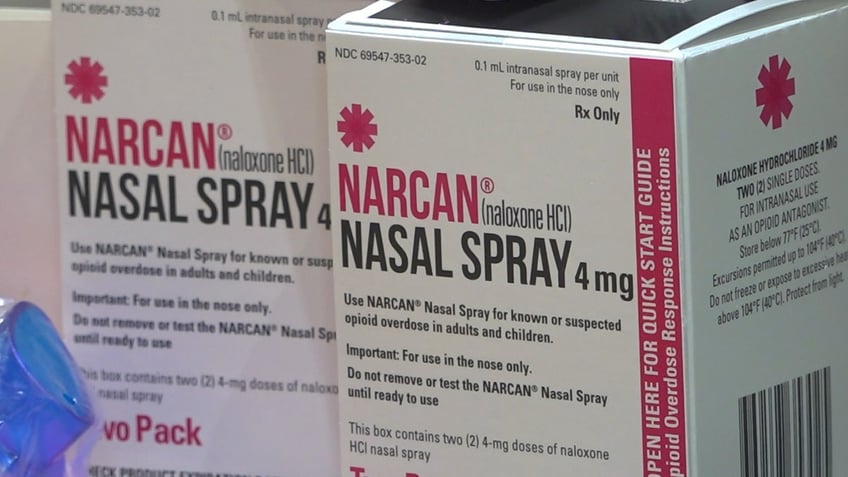 NDC 69547-353-02
0.1 mL intranasal spray pe
For use in the
R
NARCAN®
(naloxone HCl)
NASAL SPRAY 4
Use NARCAN® Nasal Spray for known or susp
opioid overdose in adults and children.
Important: For use in the nose only.
Do not remove or test the NARCAN® Nasal Sp
until ready to use
his box contains two (2) 4-mg doses of naloxo
nasal spray
wo Pack
NDC 69547-353-02
0.1 mL intranasal spray per unit
For use in the nose only
Rx Only
NARCAN®
(naloxone HCl)
NASAL SPRAY 4 mg
Use NARCAN® Nasal Spray for known or suspected
opioid overdose in adults and children.
Important: For use in the nose only.
Do not remove or test the NARCAN® Nasal Spray
until ready to use
This box contains two (2) 4-mg doses of naloxone
HCl nasal spray
OPEN HERE FOR QUICK START GUIDE
pioid Overdose Response Instructions
NALOXONE HYDROCHLORIDE 4 MG
TWO (2) SINGLE DOSES.
FOR INTRANASAL USE
AS AN OPIOID ANTAGONIST.
Store below 77°F (25°C).
Excursions permitted up to 104°F (40°C).
Do not freeze or expose to excessive hea
above 104°F (40°C). Protect from light.